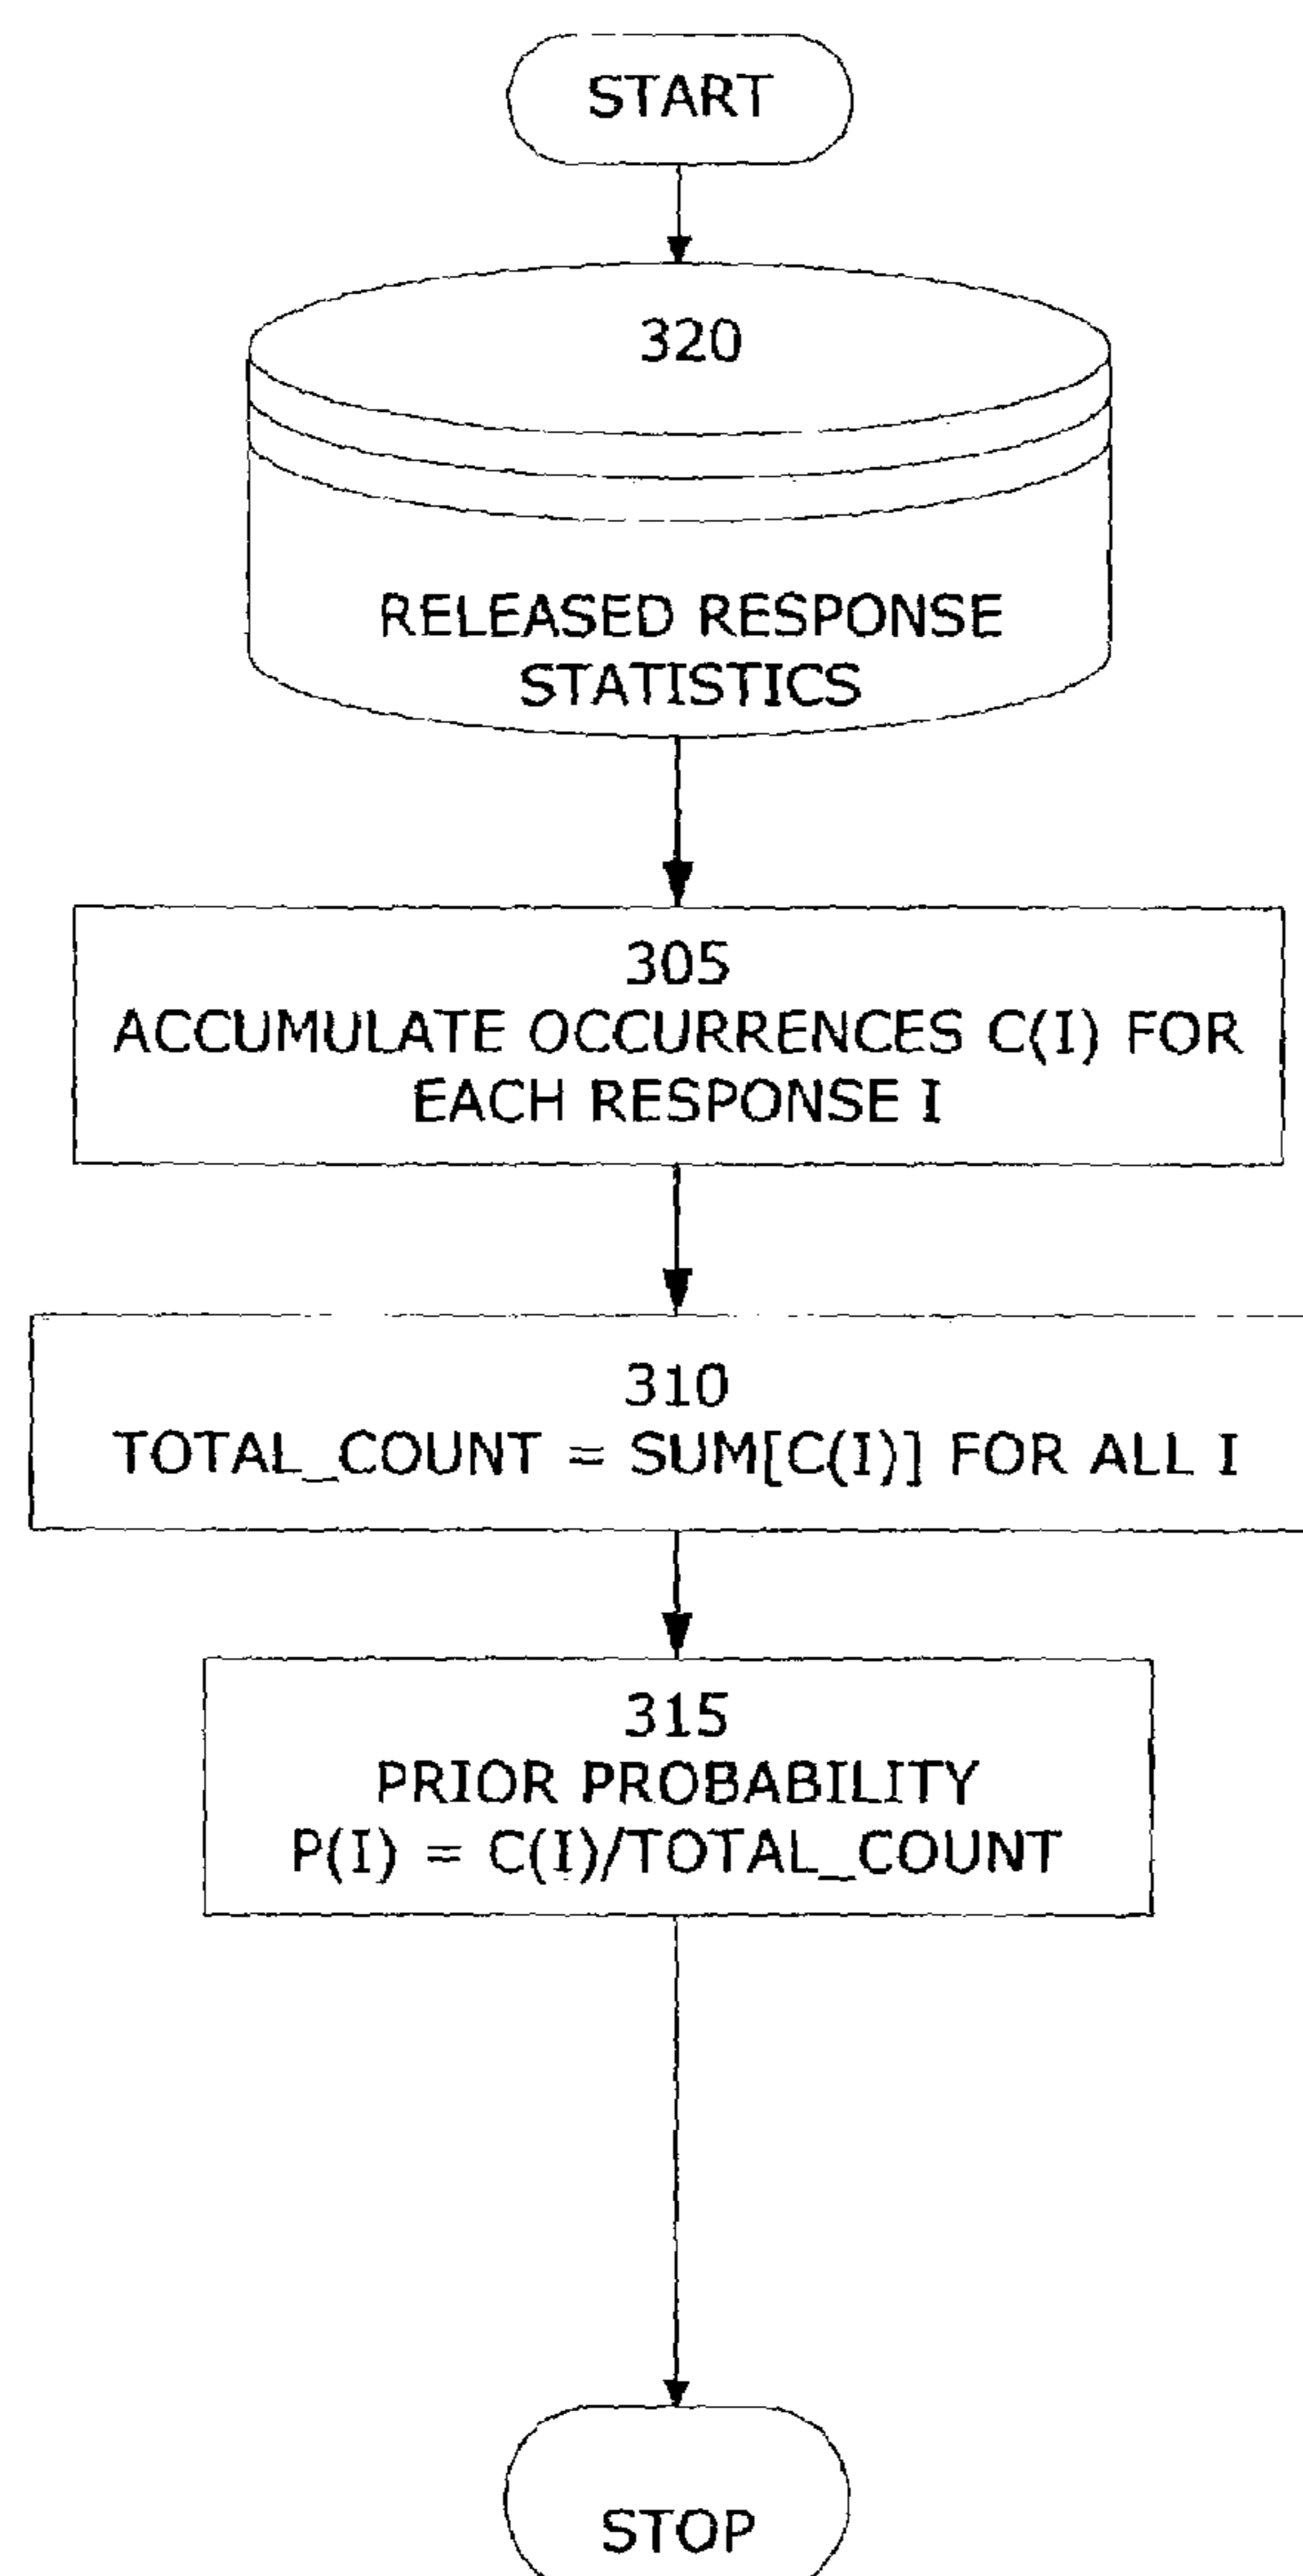 START
320
RELEASED RESPONSE
STATISTICS
305
ACCUMULATE OCCURRENCES C(I) FOR
EACH RESPONSE I
310
TOTAL_COUNT = SUM[C(I)] FOR ALL I
315
PRIOR PROBABILITY
P(I) = C(I)/TOTAL_COUNT
STOP